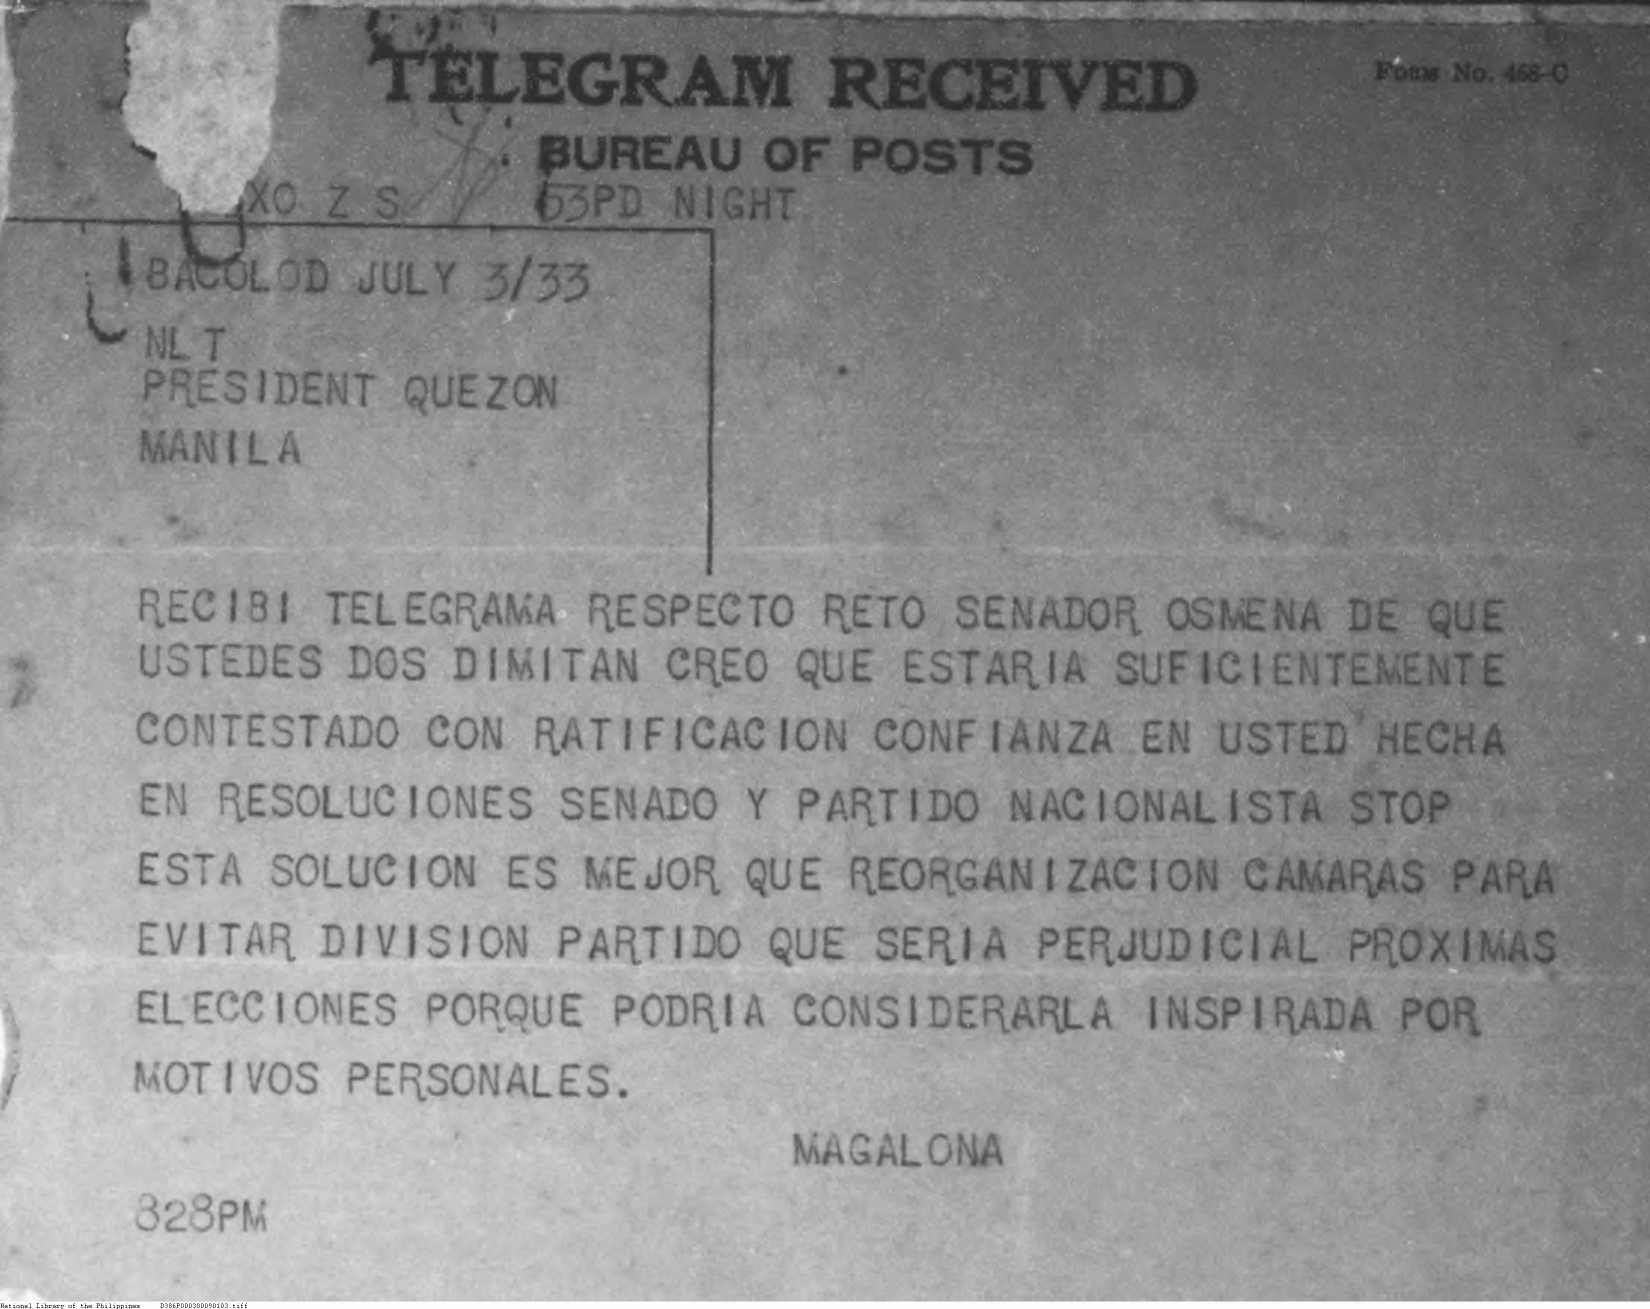 TELEGRAM RECEIVED
Form No. 468-C
BUREAU OF POSTS
XO Z S 53PD NIGHT
BACOLOD JULY 3/33
NLT
PRESIDENT QUEZON
MANILA
RECIBI TELEGRAMA RESPECTO RETO SENADOR OSMENA DE QUE
USTEDES DOS DIMITAN CREO QUE ESTARIA SUFICIENTEMENTE
CONTESTADO CON RATIFICACION CONFIANZA EN USTED HECHA
EN RESOLUCIONES SENADO Y PARTIDO NACIONALISTA STOP
ESTA SOLUCION ES MEJOR QUE REORGANIZACION CAMARAS PARA
EVITAR DIVISION PARTIDO QUE SERIA PERJUDICIAL PROXIMAS
ELECCIONES PORQUE PODRIA CONSIDERARLA INSPIRADA POR
MOTIVOS PERSONALES.
MAGALONA
828PM
National Library of the Philippines D386P000300090103.tiff